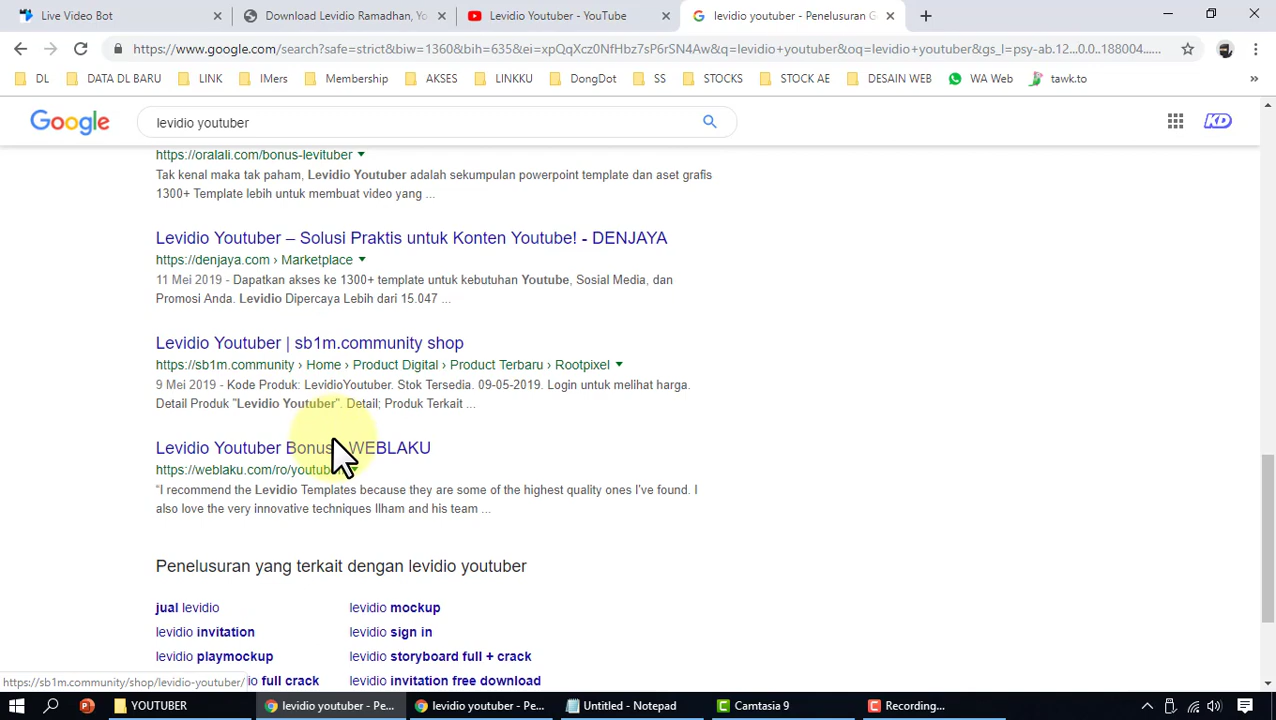 Live Video Bot
Download Levidio Ramadhan, Yo
Levidio Youtuber - YouTube
levidio youtuber - Penelusuran G
https://www.google.com/search?safe=strict&biw=1360&bih=635&ei=xpQqXcz0NfHbz7sP6rSN4Aw&q=levidio+youtuber&oq=levidio+youtuber&gs_l=psy-ab.12...0.0..188004......
DL
DATA DL BARU
LINK
IMers
Membership
AKSES
LINKKU
DongDot
SS
STOCKS
STOCK AE
DESAIN WEB
WA Web
tawk.to
»
Google
levidio youtuber
KD
https://oralali.com/bonus-levituber
Tak kenal maka tak paham, Levidio Youtuber adalah sekumpulan powerpoint template dan aset grafis
1300+ Template lebih untuk membuat video yang ...
Levidio Youtuber – Solusi Praktis untuk Konten Youtube! - DENJAYA
https://denjaya.com › Marketplace
11 Mei 2019 - Dapatkan akses ke 1300+ template untuk kebutuhan Youtube, Sosial Media, dan
Promosi Anda. Levidio Dipercaya Lebih dari 15.047 ...
Levidio Youtuber | sb1m.community shop
https://sb1m.community › Home › Product Digital › Product Terbaru › Rootpixel
9 Mei 2019 - Kode Produk: LevidioYoutuber. Stok Tersedia. 09-05-2019. Login untuk melihat harga.
Detail Produk "Levidio Youtuber". Detail; Produk Terkait ...
Levidio Youtuber Bonus WEBLAKU
https://weblaku.com/ro/youtub
“I recommend the Levidio Templates because they are some of the highest quality ones I've found. I
also love the very innovative techniques Ilham and his team ...
Penelusuran yang terkait dengan levidio youtuber
jual levidio
levidio mockup
levidio invitation
levidio sign in
levidio playmockup
levidio storyboard full + crack
full crack
levidio invitation free download
https://sb1m.community/shop/levidio-youtuber/
YOUTUBER
levidio youtuber - Pe...
levidio youtuber - Pe...
Untitled - Notepad
Camtasia 9
Recording...